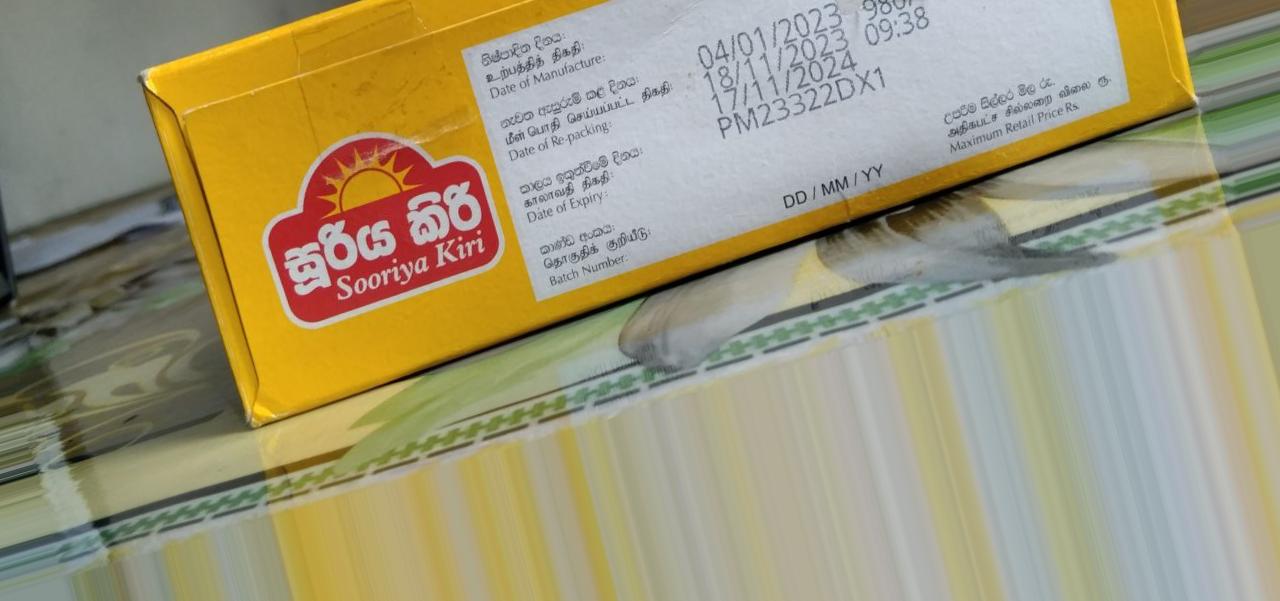 සූරිය කිරි
Sooriya Kiri
නිෂ්පාදිත දිනය:
உற்பத்தித் திகதி:
Date of Manufacture:
නැවත ඇසුරුම් කළ දිනය:
மீள் பொதி செய்யப்பட்ட திகதி:
Date of Re-packing:
කාලය ඉකුත්වීමේ දිනය:
காலாவதி திகதி:
Date of Expiry:
කාණ්ඩ අංකය:
தொகுதிக் குறியீடு:
Batch Number:
04/01/2023
18/11/2023 09:38
17/11/2024
PM23322DX1
DD / MM / YY
උපරිම සිල්ලර මිල රු.
அதிகபட்ச சில்லறை விலை ரூ.
Maximum Retail Price Rs.